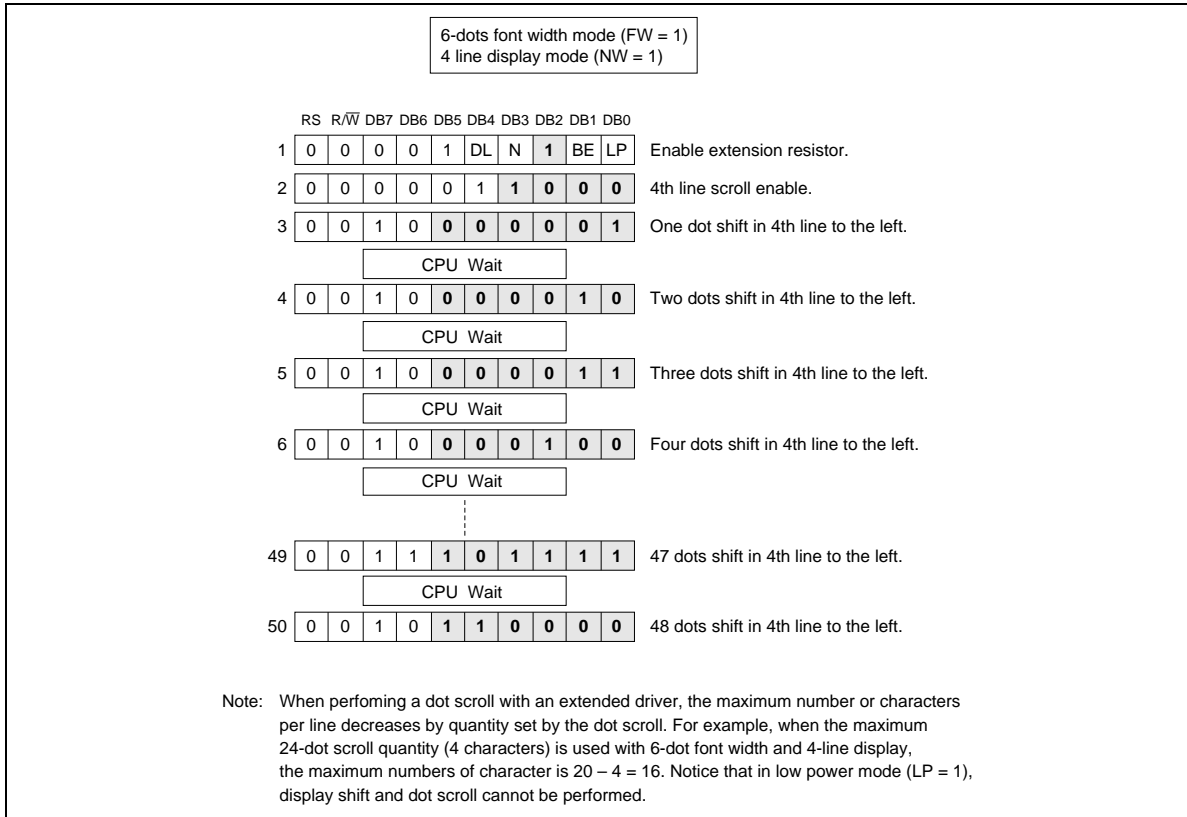 6-dots font width mode (FW = 1)
4 line display mode (NW = 1)
RS R/W̅ DB7 DB6 DB5 DB4 DB3 DB2 DB1 DB0
1 0 0 0 0 1 DL N 1 BE LP Enable extension resistor.
2 0 0 0 0 0 1 1 0 0 0 4th line scroll enable.
3 0 0 1 0 0 0 0 0 0 1 One dot shift in 4th line to the left.
CPU Wait
4 0 0 1 0 0 0 0 0 1 0 Two dots shift in 4th line to the left.
CPU Wait
5 0 0 1 0 0 0 0 0 1 1 Three dots shift in 4th line to the left.
CPU Wait
6 0 0 1 0 0 0 0 1 0 0 Four dots shift in 4th line to the left.
CPU Wait
49 0 0 1 1 1 0 1 1 1 1 47 dots shift in 4th line to the left.
CPU Wait
50 0 0 1 0 1 1 0 0 0 0 48 dots shift in 4th line to the left.
Note: When perfoming a dot scroll with an extended driver, the maximum number or characters
per line decreases by quantity set by the dot scroll. For example, when the maximum
24-dot scroll quantity (4 characters) is used with 6-dot font width and 4-line display,
the maximum numbers of character is 20 – 4 = 16. Notice that in low power mode (LP = 1),
display shift and dot scroll cannot be performed.